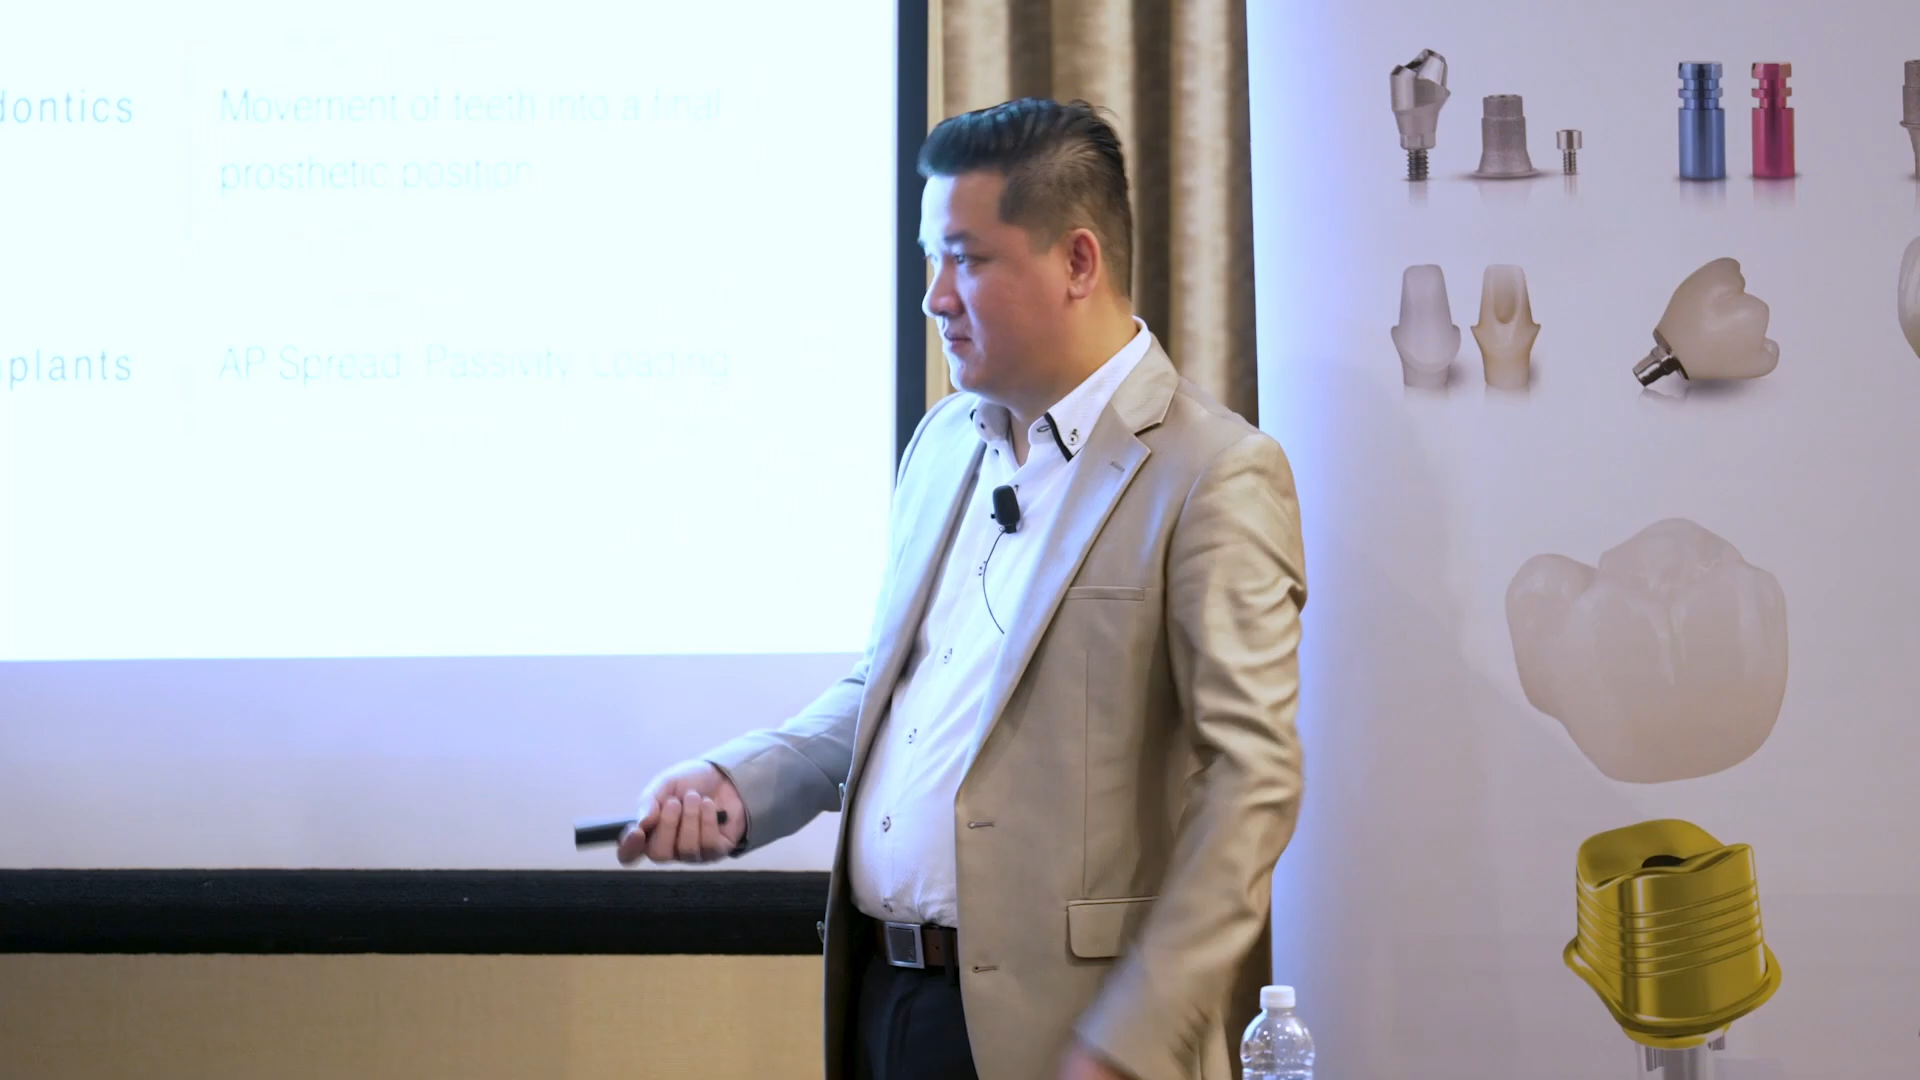 dontics
Movement of teeth into a final
prosthetic position
plants
AP Spread, Passivity, Loading